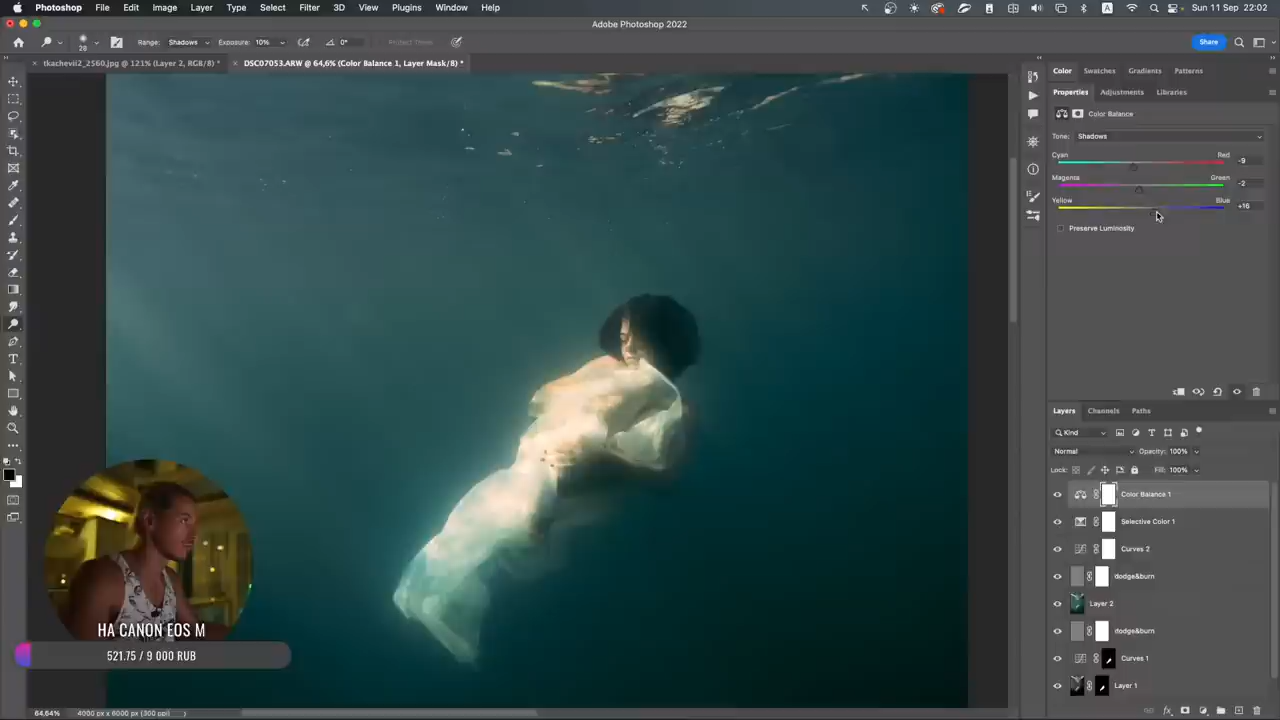 Photoshop File Edit Image Layer Type Select Filter 3D View Plugins Window Help
A Sun 11 Sep 22:02
Adobe Photoshop 2022
28 Range: Shadows Exposure: 10% 0° Protect Tones Share
× tkachevii2_2560.jpg @ 121% (Layer 2, RGB/8) * × DSC07053.ARW @ 64,6% (Color Balance 1, Layer Mask/8) *
Color Swatches Gradients Patterns
Properties Adjustments Libraries
Color Balance
Tone: Shadows
Cyan Red -9
Magenta Green -2
Yellow Blue +16
Preserve Luminosity
Layers Channels Paths
Kind
Normal Opacity: 100%
Lock: Fill: 100%
Color Balance 1
Selective Color 1
Curves 2
dodge&burn
Layer 2
dodge&burn
Curves 1
Layer 1
НА CANON EOS M
521.75 / 9 000 RUB
64,64% 4000 px x 6000 px (300 ppi)